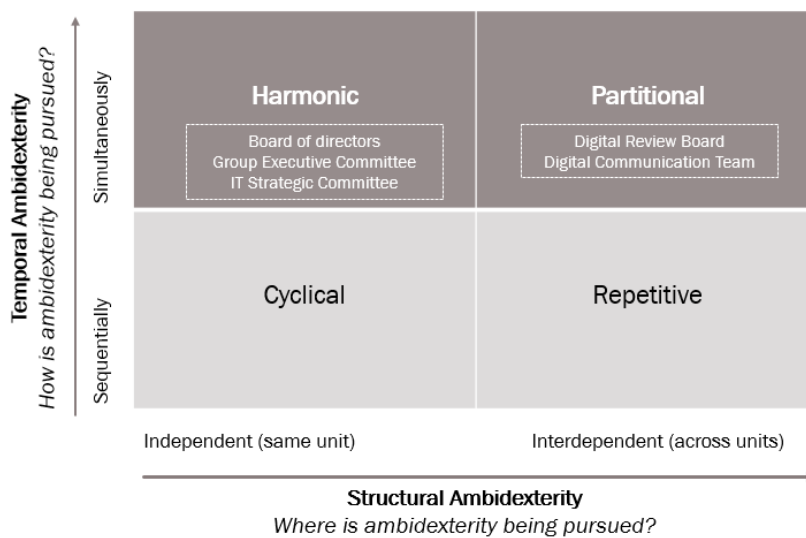 Temporal Ambidexterity
How is ambidexterity being pursued?
Simultaneously
Sequentially
Harmonic
Board of directors
Group Executive Committee
IT Strategic Committee
Partitional
Digital Review Board
Digital Communication Team
Cyclical
Repetitive
Independent (same unit)
Interdependent (across units)
Structural Ambidexterity
Where is ambidexterity being pursued?